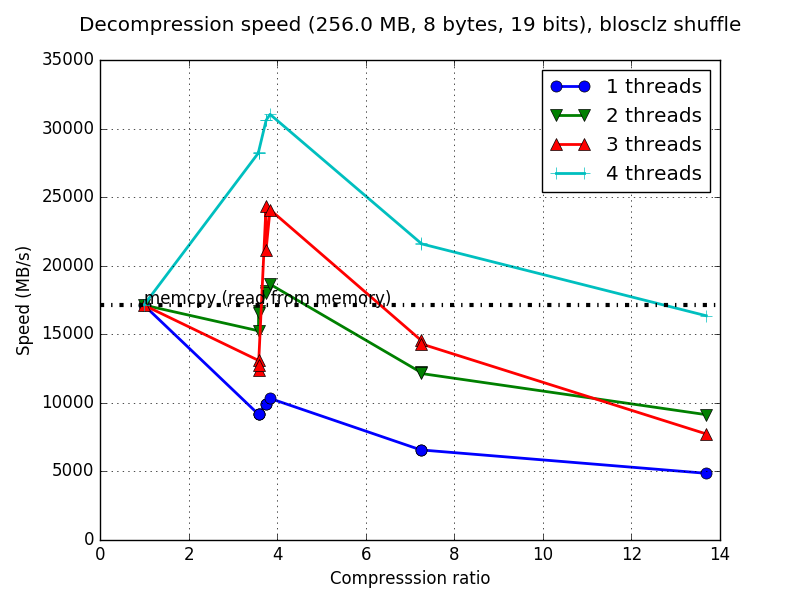 Decompression speed (256.0 MB, 8 bytes, 19 bits), blosclz shuffle
35000
30000
25000
20000
15000
10000
5000
0
Speed (MB/s)
1 threads
2 threads
3 threads
4 threads
memcpy (read from memory)
0 2 4 6 8 10 12 14
Compresssion ratio